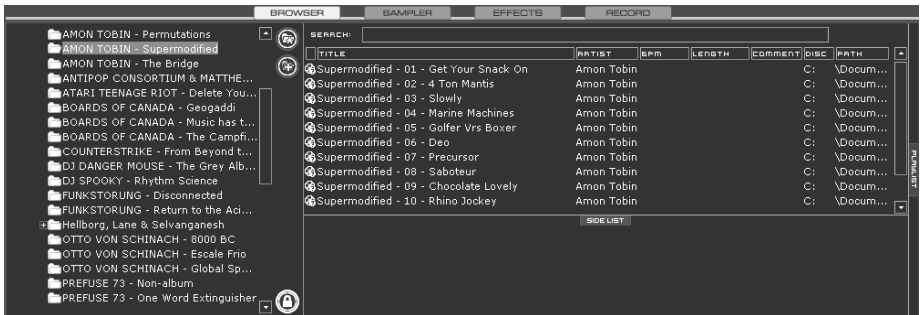 BROWSER SAMPLER EFFECTS RECORD
AMON TOBIN - Permutations
AMON TOBIN - Supermodified
AMON TOBIN - The Bridge
ANTIPOP CONSORTIUM & MATTHE...
ATARI TEENAGE RIOT - Delete You...
BOARDS OF CANADA - Geogaddi
BOARDS OF CANADA - Music has t...
BOARDS OF CANADA - The Campfi...
COUNTERSTRIKE - From Beyond t...
DJ DANGER MOUSE - The Grey Alb...
DJ SPOOKY - Rhythm Science
FUNKSTORUNG - Disconnected
FUNKSTORUNG - Return to the Aci...
Hellborg, Lane & Selvanganesh
OTTO VON SCHINACH - 8000 BC
OTTO VON SCHINACH - Escale Frio
OTTO VON SCHINACH - Global Sp...
PREFUSE 73 - Non-album
PREFUSE 73 - One Word Extinguisher
SEARCH:
TITLE ARTIST BPM LENGTH COMMENT DISC PATH
Supermodified - 01 - Get Your Snack On Amon Tobin C: \Docum...
Supermodified - 02 - 4 Ton Mantis Amon Tobin C: \Docum...
Supermodified - 03 - Slowly Amon Tobin C: \Docum...
Supermodified - 04 - Marine Machines Amon Tobin C: \Docum...
Supermodified - 05 - Golfer Vrs Boxer Amon Tobin C: \Docum...
Supermodified - 06 - Deo Amon Tobin C: \Docum...
Supermodified - 07 - Precursor Amon Tobin C: \Docum...
Supermodified - 08 - Saboteur Amon Tobin C: \Docum...
Supermodified - 09 - Chocolate Lovely Amon Tobin C: \Docum...
Supermodified - 10 - Rhino Jockey Amon Tobin C: \Docum...
SIDE LIST
PLAYLIST